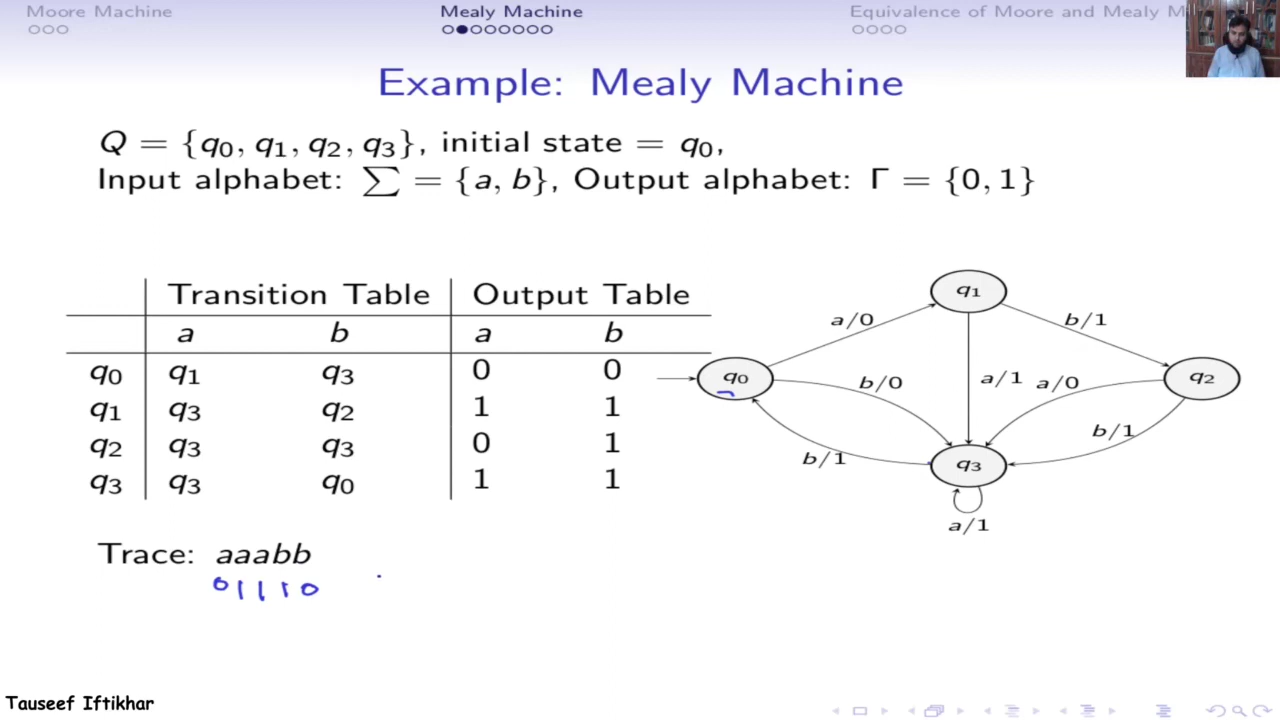 Moore Machine Mealy Machine Equivalence of Moore and Mealy M
Example: Mealy Machine
Q = {q₀, q₁, q₂, q₃}, initial state = q₀,
Input alphabet: ∑ = {a, b}, Output alphabet: Γ = {0, 1}
Transition Table Output Table
a b a b
q₀ q₁ q₃ 0 0
q₁ q₃ q₂ 1 1
q₂ q₃ q₃ 0 1
q₃ q₃ q₀ 1 1
q₁
a/0 b/1
q₀ b/0 a/1 a/0 q₂
b/1 b/1
q₃
a/1
Trace: aaabb
01110
Tauseef Iftikhar